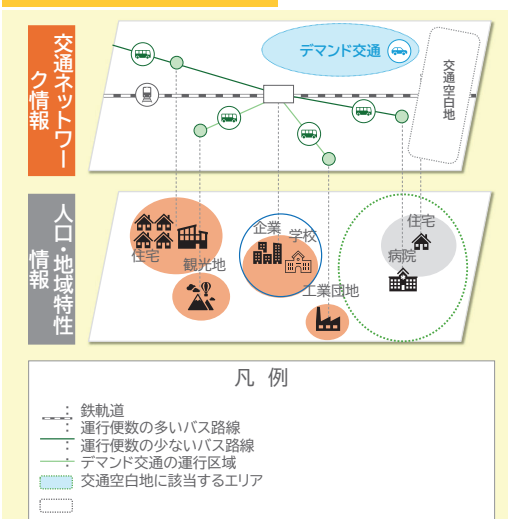 交通ネットワー
ク情報
デマンド交通
交通空白地
人口・地域特性
情報
住宅
観光地
企業
学校
工業団地
住宅
病院
凡 例
： 鉄軌道
： 運行便数の多いバス路線
： 運行便数の少ないバス路線
： デマンド交通の運行区域
： 交通空白地に該当するエリア